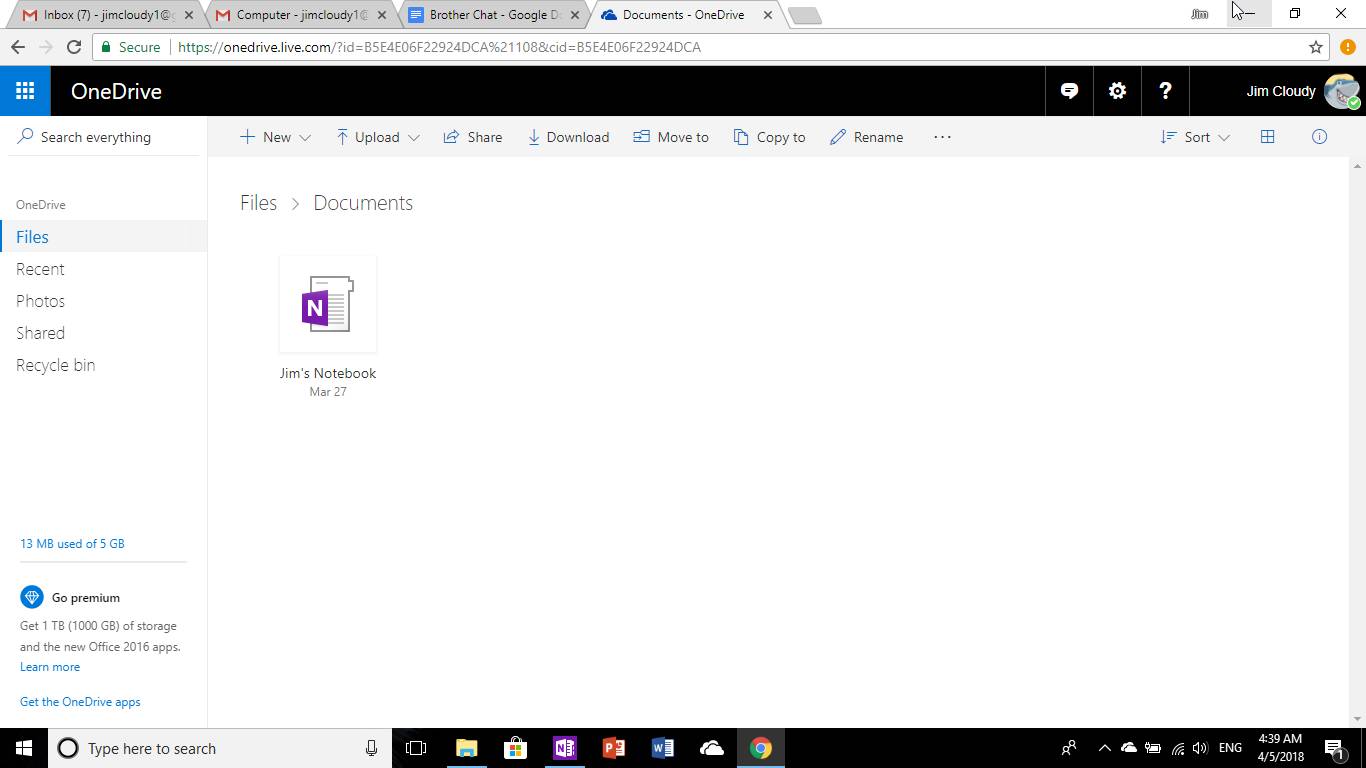 Inbox (7) - jimcloudy1@g
Computer - jimcloudy1@
Brother Chat - Google Do
Documents - OneDrive
Jim
Secure
https://onedrive.live.com/?id=B5E4E06F22924DCA%21108&cid=B5E4E06F22924DCA
OneDrive
Jim Cloudy
Search everything
New
Upload
Share
Download
Move to
Copy to
Rename
Sort
OneDrive
Files
Recent
Photos
Shared
Recycle bin
Files > Documents
N
Jim's Notebook
Mar 27
13 MB used of 5 GB
Go premium
Get 1 TB (1000 GB) of storage
and the new Office 2016 apps.
Learn more
Get the OneDrive apps
Type here to search
ENG
4:39 AM
4/5/2018
1